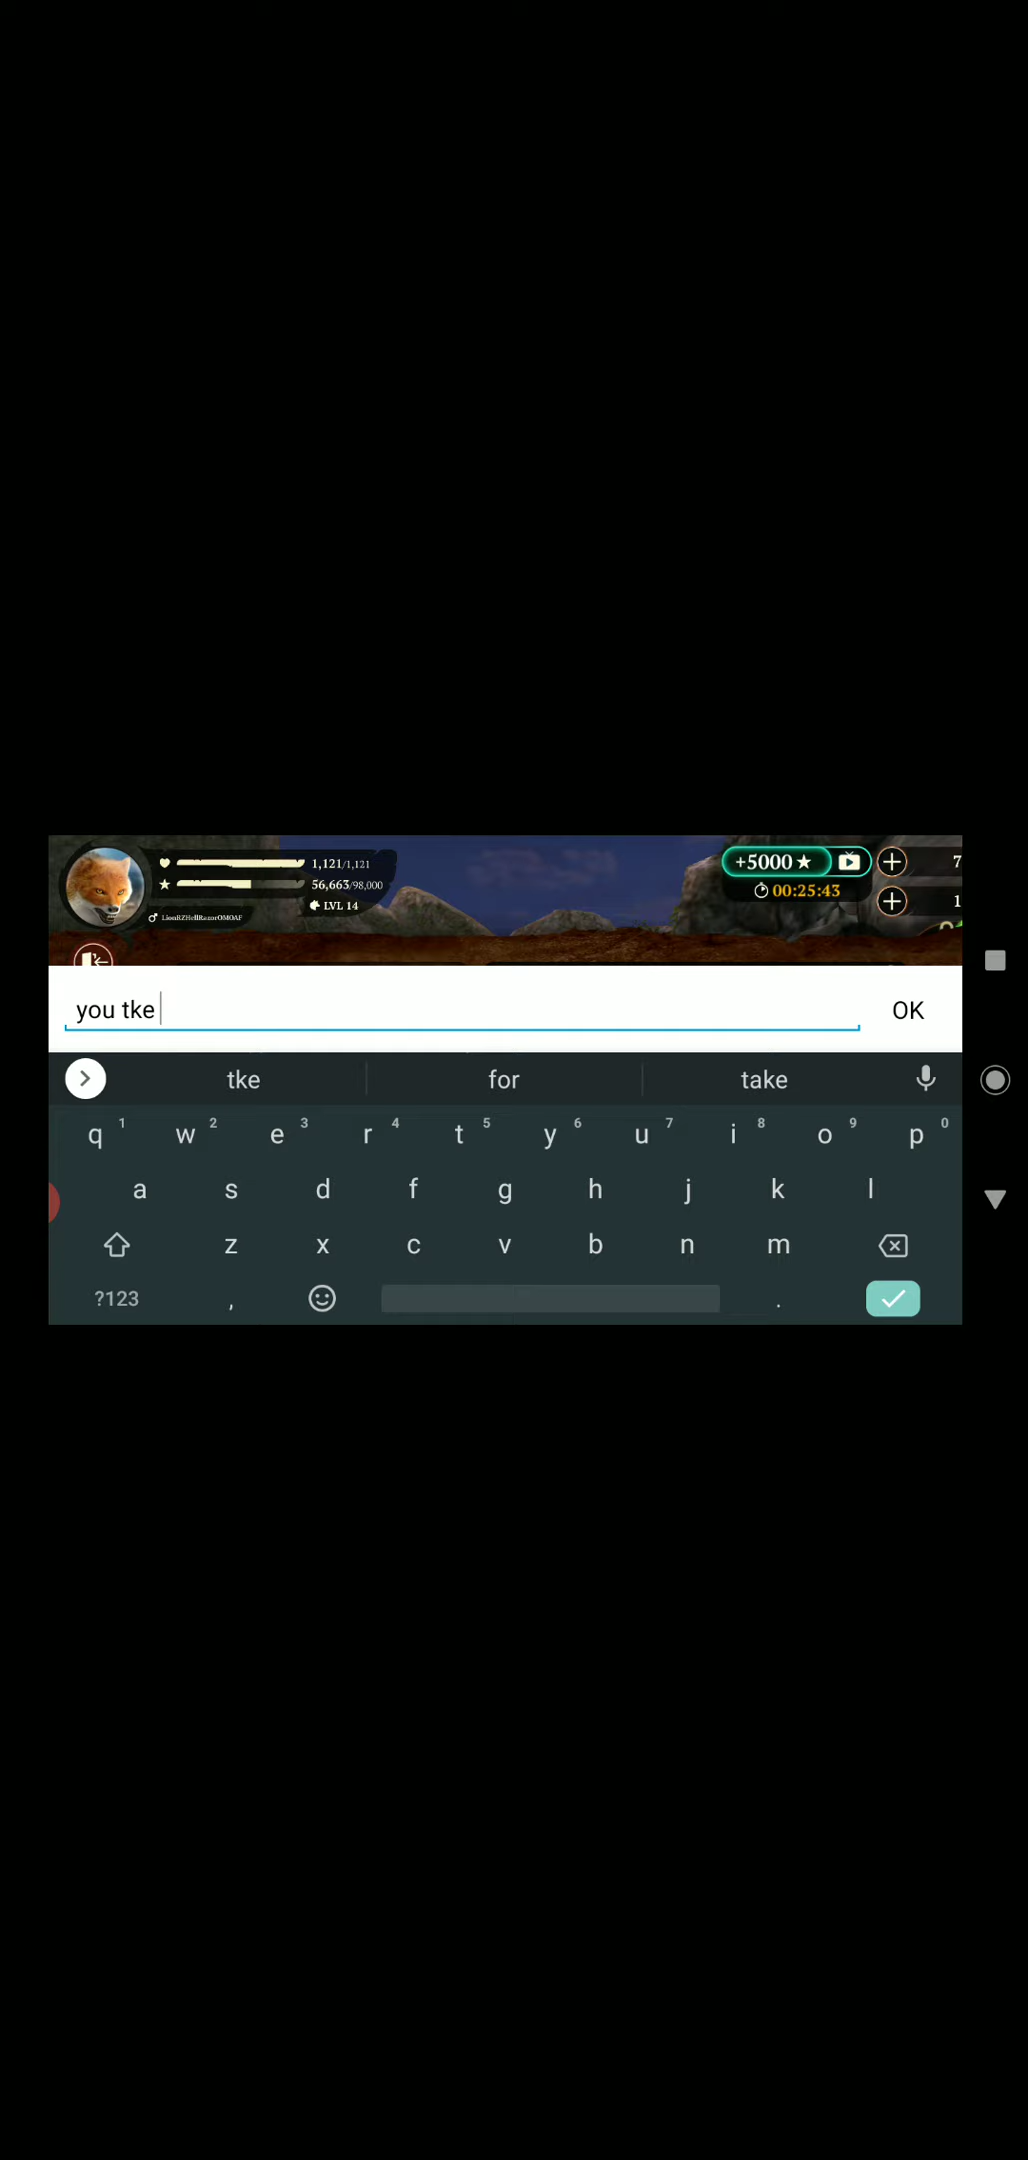 1,121/1,121
56,663/98,000
LVL 14
LionRZHellRazorOMOAF
+5000
00:25:43
7
1
you tke
OK
tke for take
1 2 3 4 5 6 7 8 9 0
q w e r t y u i o p
a s d f g h j k l
z x c v b n m
?123 , .